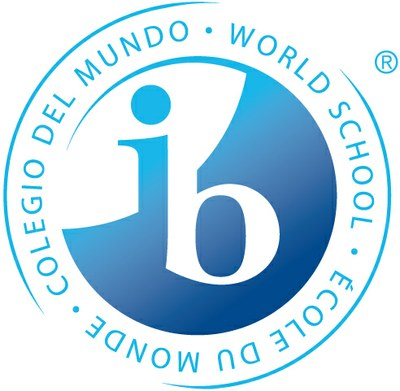 COLEGIO DEL MUNDO · WORLD SCHOOL · ÉCOLE DU MONDE ·
®
ib